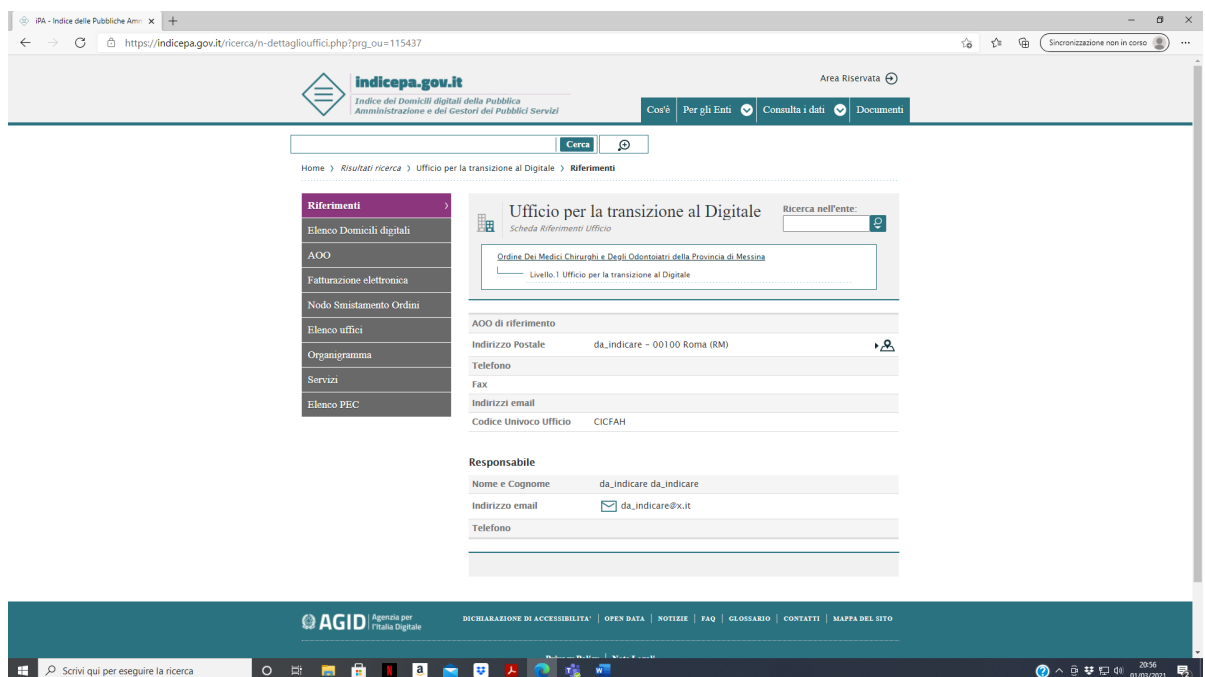 iPA - Indice delle Pubbliche Amm
https://indicepa.gov.it/ricerca/n-dettagliouffici.php?prg_ou=115437
Sincronizzazione non in corso
indicepa.gov.it
Indice dei Domicili digitali della Pubblica
Amministrazione e dei Gestori dei Pubblici Servizi
Area Riservata
Cos'è Per gli Enti Consulta i dati Documenti
Cerca
Home > Risultati ricerca > Ufficio per la transizione al Digitale > Riferimenti
Riferimenti
Elenco Domicili digitali
AOO
Fatturazione elettronica
Nodo Smistamento Ordini
Elenco uffici
Organigramma
Servizi
Elenco PEC
Ufficio per la transizione al Digitale
Scheda Riferimenti Ufficio
Ricerca nell'ente:
Ordine Dei Medici Chirurghi e Degli Odontoiatri della Provincia di Messina
Livello.1 Ufficio per la transizione al Digitale
AOO di riferimento
Indirizzo Postale da_indicare - 00100 Roma (RM)
Telefono
Fax
Indirizzi email
Codice Univoco Ufficio CICFAH
Responsabile
Nome e Cognome da_indicare da_indicare
Indirizzo email da_indicare@x.it
Telefono
AGID Agenzia per
l'Italia Digitale
DICHIARAZIONE DI ACCESSIBILITA' | OPEN DATA | NOTIZIE | FAQ | GLOSSARIO | CONTATTI | MAPPA DEL SITO
Privacy Policy | Note Legali
Scrivi qui per eseguire la ricerca
20:56
01/03/2021